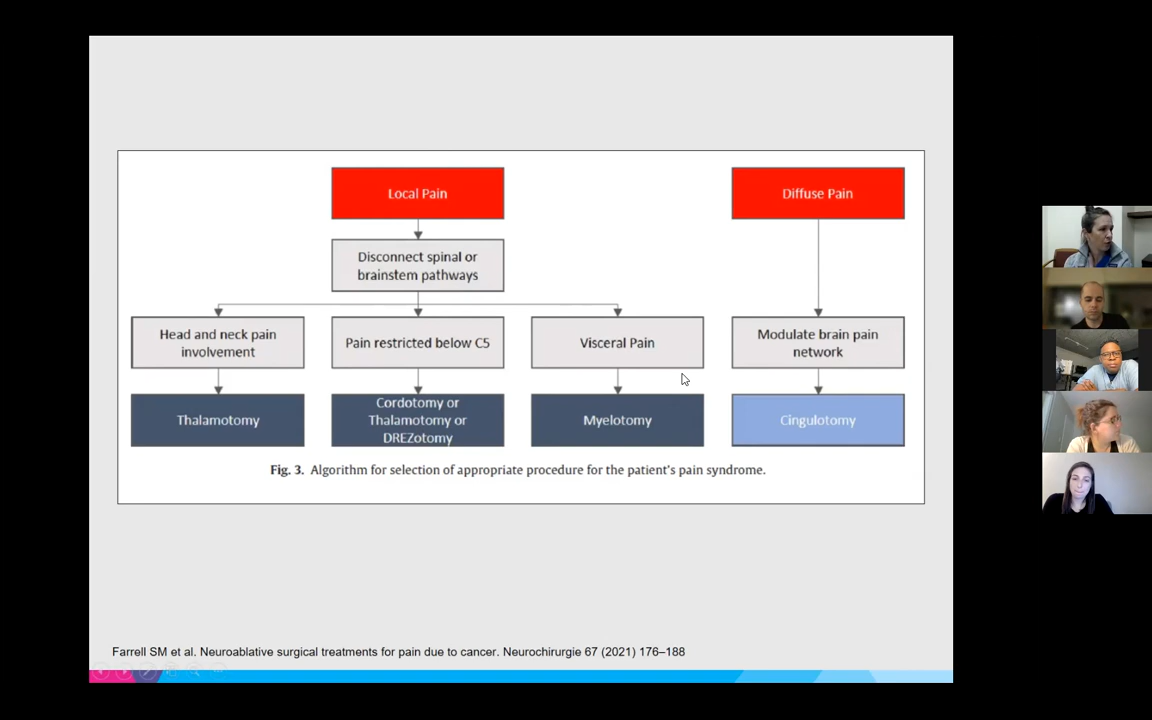 Local Pain
Diffuse Pain
Disconnect spinal or
brainstem pathways
Head and neck pain
involvement
Pain restricted below C5
Visceral Pain
Modulate brain pain
network
Thalamotomy
Cordotomy or
Thalamotomy or
DREZotomy
Myelotomy
Cingulotomy
Fig. 3. Algorithm for selection of appropriate procedure for the patient's pain syndrome.
Farrell SM et al. Neuroablative surgical treatments for pain due to cancer. Neurochirurgie 67 (2021) 176–188